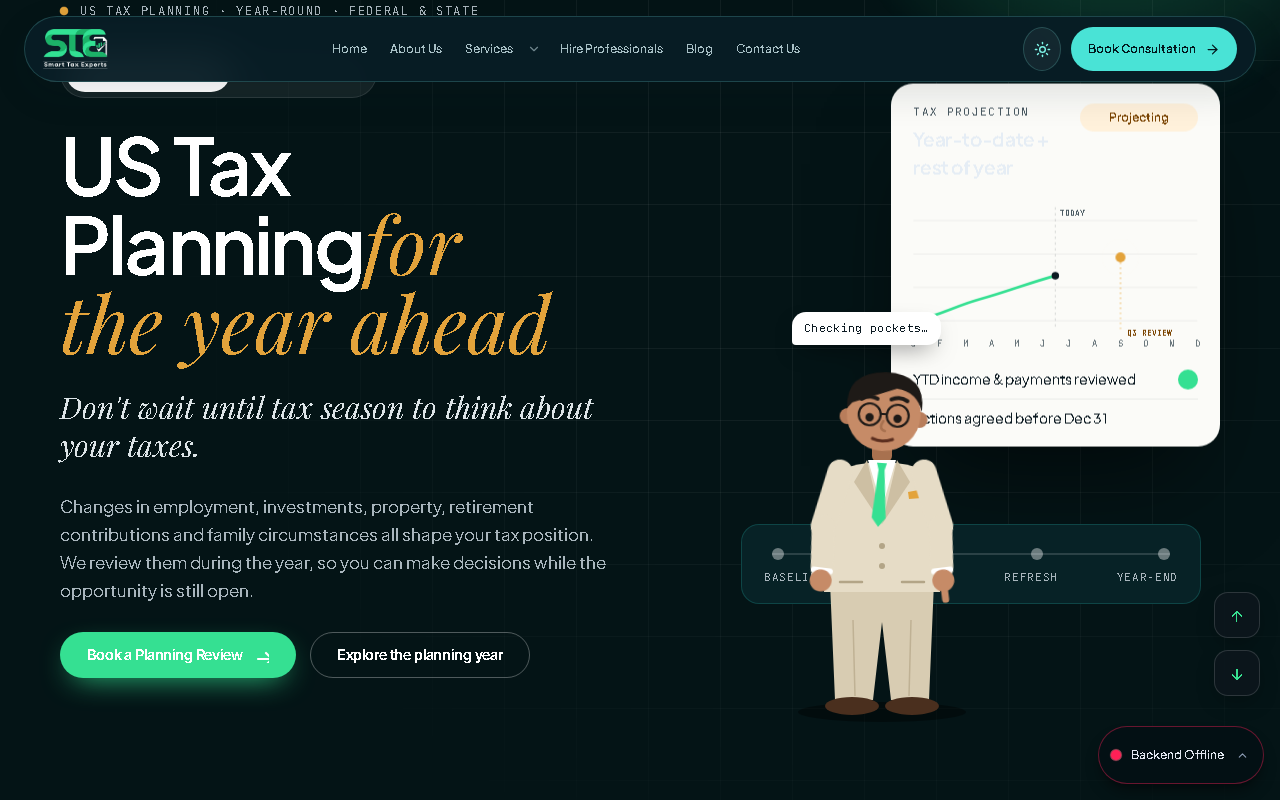 US TAX PLANNING · YEAR-ROUND · FEDERAL & STATE
STE
Smart Tax Experts
Home
About Us
Services
Hire Professionals
Blog
Contact Us
Book Consultation
US Tax
Planning for
the year ahead
Don't wait until tax season to think about
your taxes.
Changes in employment, investments, property, retirement
contributions and family circumstances all shape your tax position.
We review them during the year, so you can make decisions while the
opportunity is still open.
Book a Planning Review
Explore the planning year
TAX PROJECTION
Projecting
Year-to-date +
rest of year
TODAY
Q3 REVIEW
F M A M J J A S O N D
Checking pockets…
YTD income & payments reviewed
ctions agreed before Dec 31
BASELI
REFRESH
YEAR-END
Backend Offline